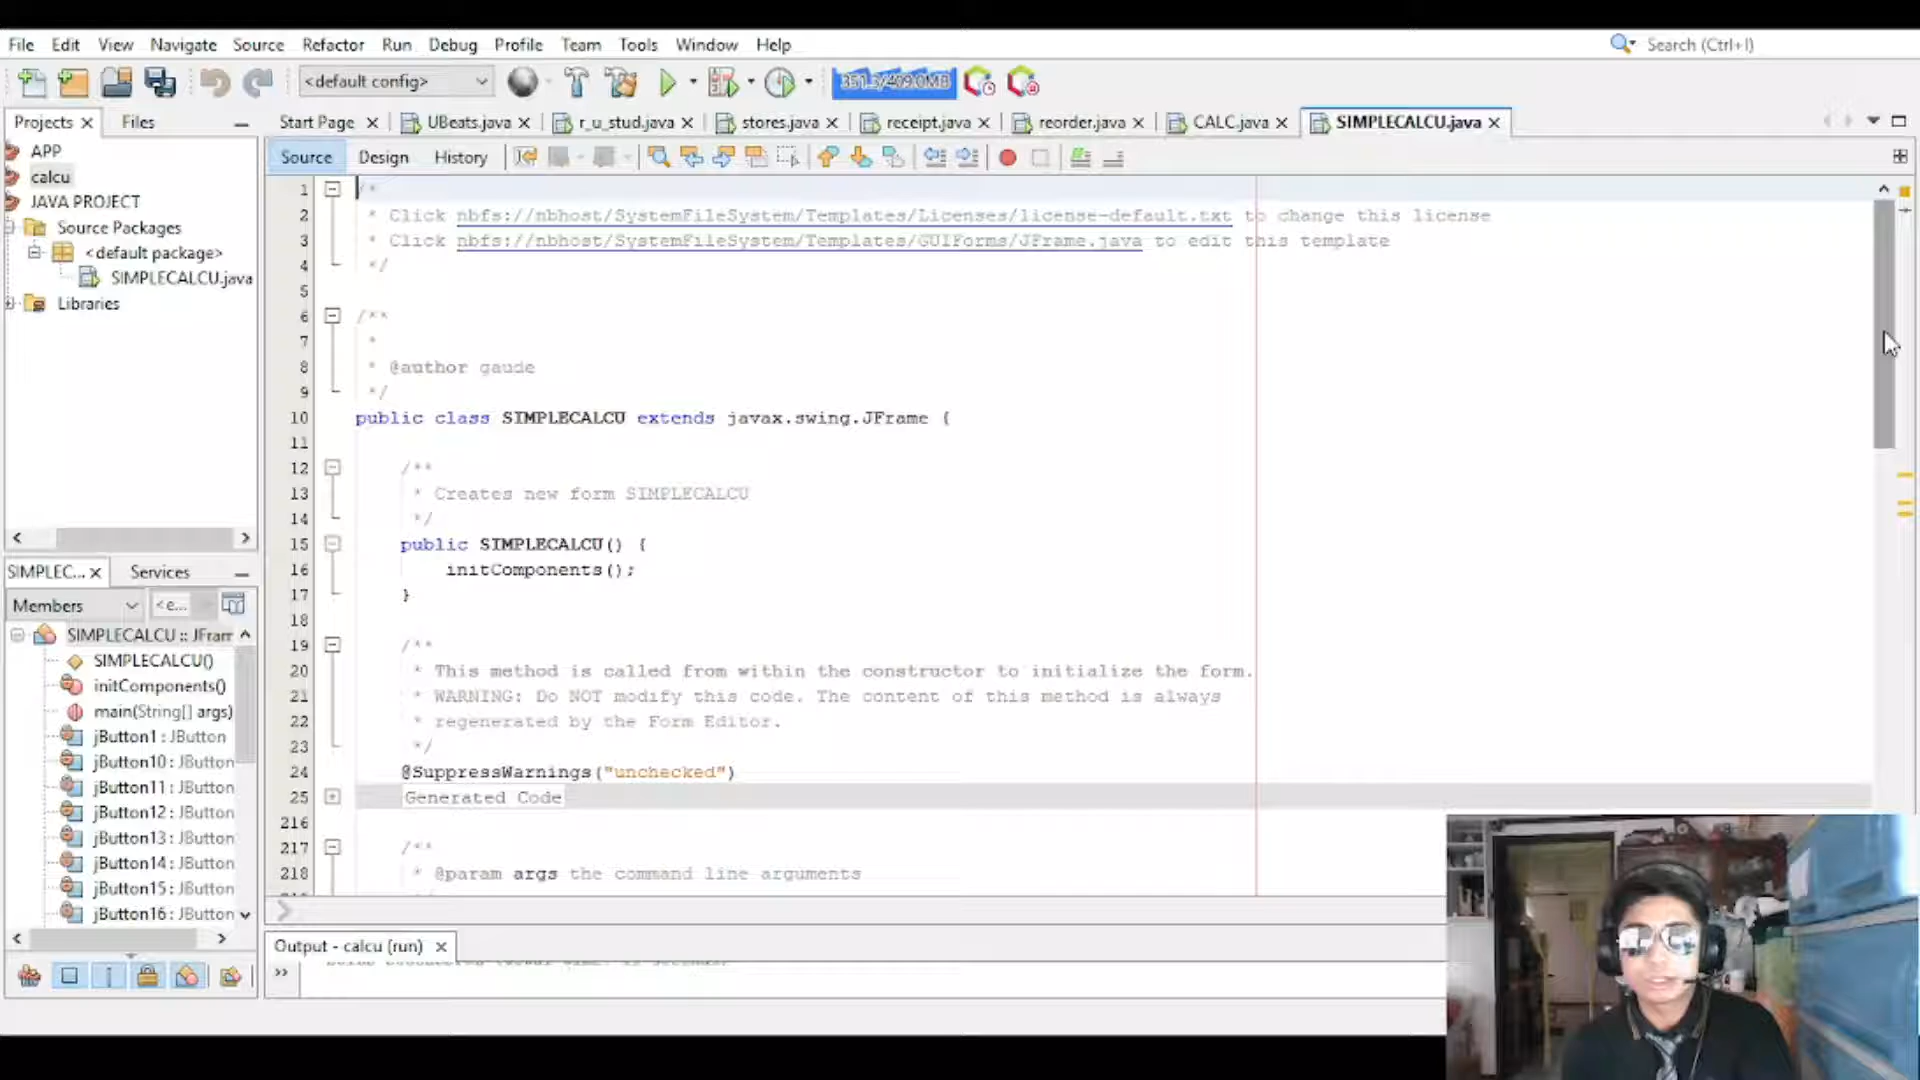 File Edit View Navigate Source Refactor Run Debug Profile Team Tools Window Help Search (Ctrl+I)
<default config> 351.3/409.0MB
Projects Files Start Page UBeats.java r_u_stud.java stores.java receipt.java reorder.java CALC.java SIMPLECALCU.java
Source Design History
APP
calcu
JAVA PROJECT
Source Packages
<default package>
SIMPLECALCU.java
Libraries
SIMPLEC... Services
Members <e...
SIMPLECALCU :: JFram
SIMPLECALCU()
initComponents()
main(String[] args)
jButton1 : JButton
jButton10 : JButton
jButton11 : JButton
jButton12 : JButton
jButton13 : JButton
jButton14 : JButton
jButton15 : JButton
jButton16 : JButton
1 /*
2 * Click nbfs://nbhost/SystemFileSystem/Templates/Licenses/license-default.txt to change this license
3 * Click nbfs://nbhost/SystemFileSystem/Templates/GUIForms/JFrame.java to edit this template
4 */
5
6 /**
7 *
8 * @author gaude
9 */
10 public class SIMPLECALCU extends javax.swing.JFrame {
11
12 /**
13 * Creates new form SIMPLECALCU
14 */
15 public SIMPLECALCU() {
16 initComponents();
17 }
18
19 /**
20 * This method is called from within the constructor to initialize the form.
21 * WARNING: Do NOT modify this code. The content of this method is always
22 * regenerated by the Form Editor.
23 */
24 @SuppressWarnings("unchecked")
25 Generated Code
216
217 /**
218 * @param args the command line arguments
Output - calcu (run)